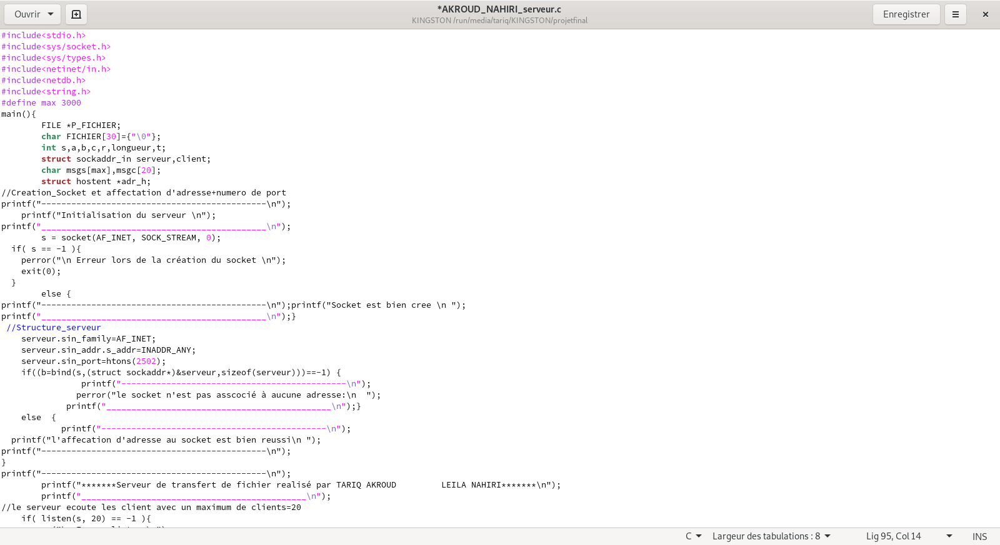 Ouvrir
*AKROUD_NAHIRI_serveur.c
KINGSTON /run/media/tariq/KINGSTON/projetfinal
Enregistrer
#include<stdio.h>
#include<sys/socket.h>
#include<sys/types.h>
#include<netinet/in.h>
#include<netdb.h>
#include<string.h>
#define max 3000
main(){
        FILE *P_FICHIER;
        char FICHIER[30]={"\0"};
        int s,a,b,c,r,longueur,t;
        struct sockaddr_in serveur,client;
        char msgs[max],msgc[20];
        struct hostent *adr_h;
//Creation_Socket et affectation d'adresse+numero de port
printf("---------------------------------------------\n");
    printf("Initialisation du serveur \n");
printf("_____________________________________________\n");
        s = socket(AF_INET, SOCK_STREAM, 0);
  if( s == -1 ){
    perror("\n Erreur lors de la création du socket \n");
    exit(0);
  }
        else {
printf("---------------------------------------------\n");printf("Socket est bien cree \n ");
printf("_____________________________________________\n");}
 //Structure_serveur
    serveur.sin_family=AF_INET;
    serveur.sin_addr.s_addr=INADDR_ANY;
    serveur.sin_port=htons(2502);
    if((b=bind(s,(struct sockaddr*)&serveur,sizeof(serveur)))==-1) {
                printf("---------------------------------------------\n");
               perror("le socket n'est pas asscocié à aucune adresse:\n  ");
             printf("_____________________________________________\n");}
    else  {
            printf("---------------------------------------------\n");
  printf("l'affecation d'adresse au socket est bien reussi\n ");
printf("---------------------------------------------\n");
}
printf("---------------------------------------------\n");
        printf("*******Serveur de transfert de fichier realisé par TARIQ AKROUD         LEILA NAHIRI*******\n");
        printf("_____________________________________________\n");
//le serveur ecoute les client avec un maximum de clients=20
    if( listen(s, 20) == -1 ){
C
Largeur des tabulations : 8
Lig 95, Col 14
INS